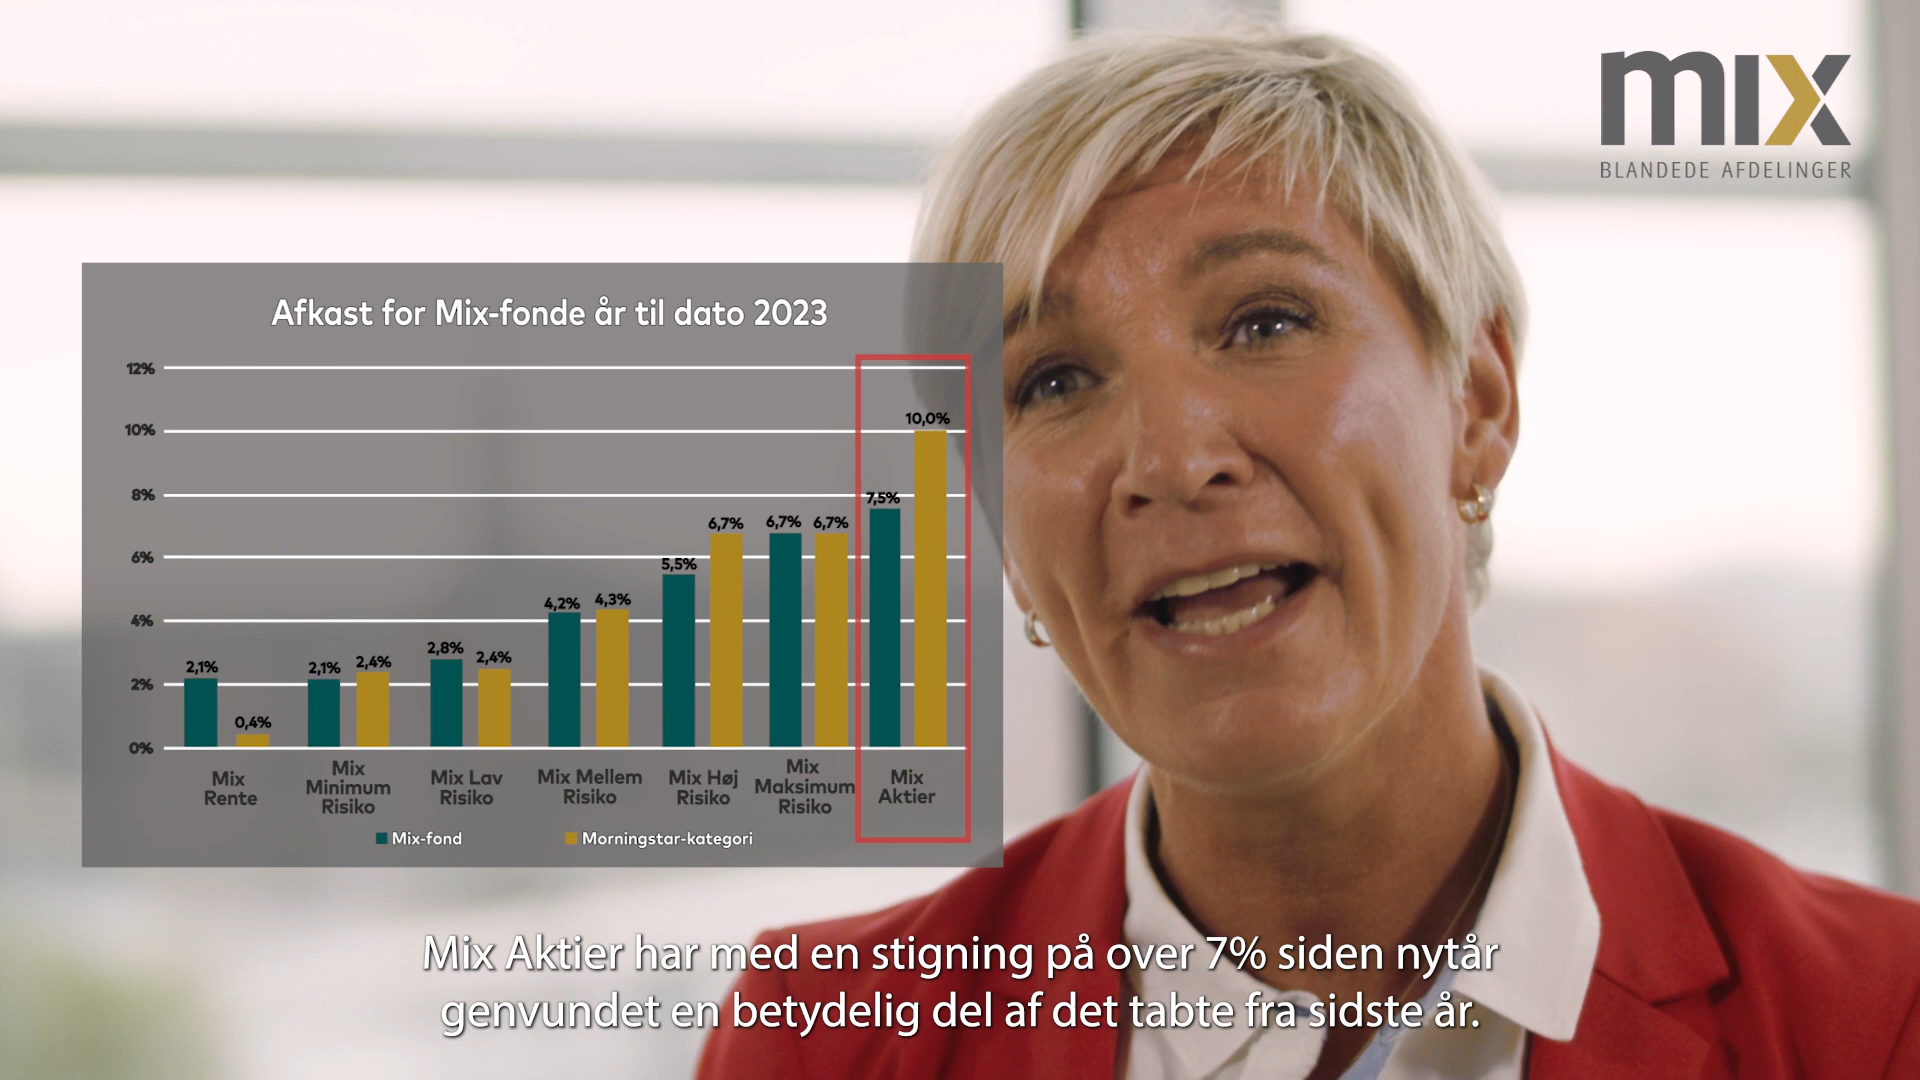 mix
BLANDEDE AFDELINGER
Afkast for Mix-fonde år til dato 2023
12%
10%
8%
6%
4%
2%
0%
2,1%
0,4%
2,1%
2,4%
2,8%
2,4%
4,2%
4,3%
5,5%
6,7%
6,7%
6,7%
7,5%
10,0%
Mix
Rente
Mix
Minimum
Risiko
Mix Lav
Risiko
Mix Mellem
Risiko
Mix Høj
Risiko
Mix
Maksimum
Risiko
Mix
Aktier
Mix-fond
Morningstar-kategori
Mix Aktier har med en stigning på over 7% siden nytår
genvundet en betydelig del af det tabte fra sidste år.